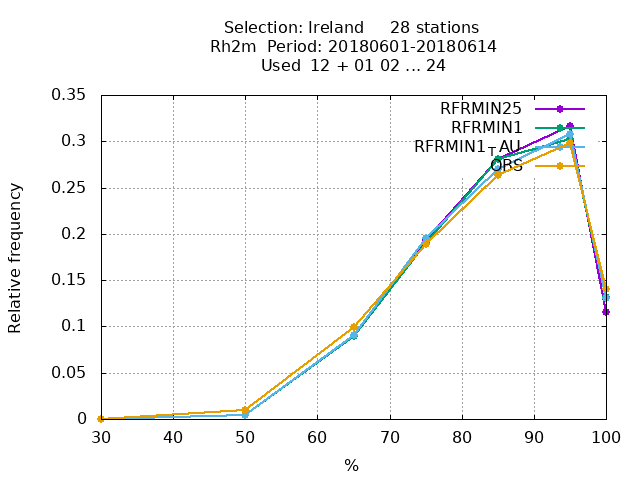 Selection: Ireland 28 stations
Rh2m Period: 20180601-20180614
Used 12 + 01 02 ... 24
RFRMIN25
RFRMIN1
RFRMIN1TAU
OBS
Relative frequency
0.35
0.3
0.25
0.2
0.15
0.1
0.05
0
30 40 50 60 70 80 90 100
%